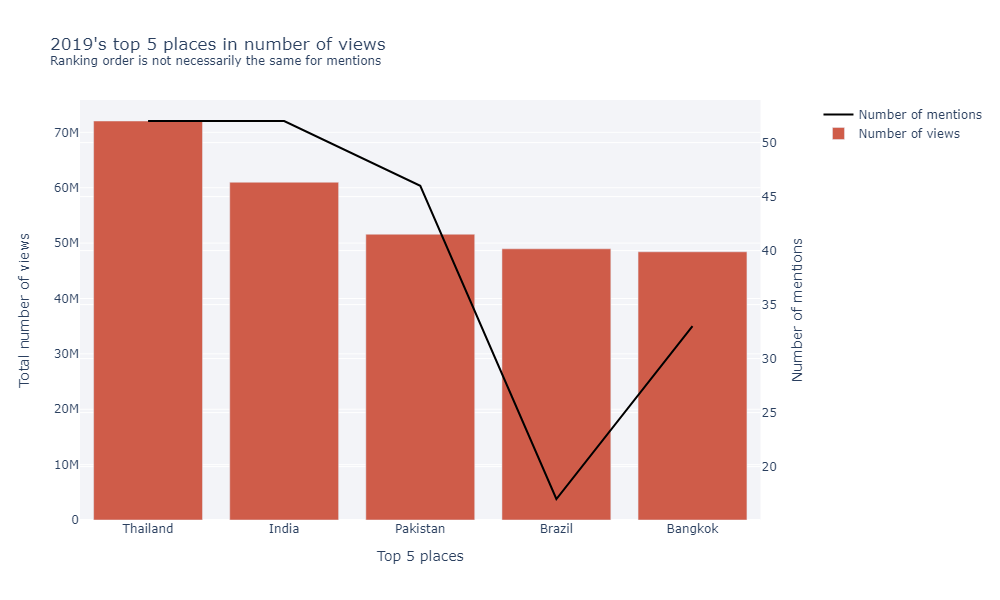 2019's top 5 places in number of views
Ranking order is not necessarily the same for mentions
Number of mentions
Number of views
70M
60M
50M
40M
30M
20M
10M
0
Total number of views
50
45
40
35
30
25
20
Number of mentions
Thailand
India
Pakistan
Brazil
Bangkok
Top 5 places